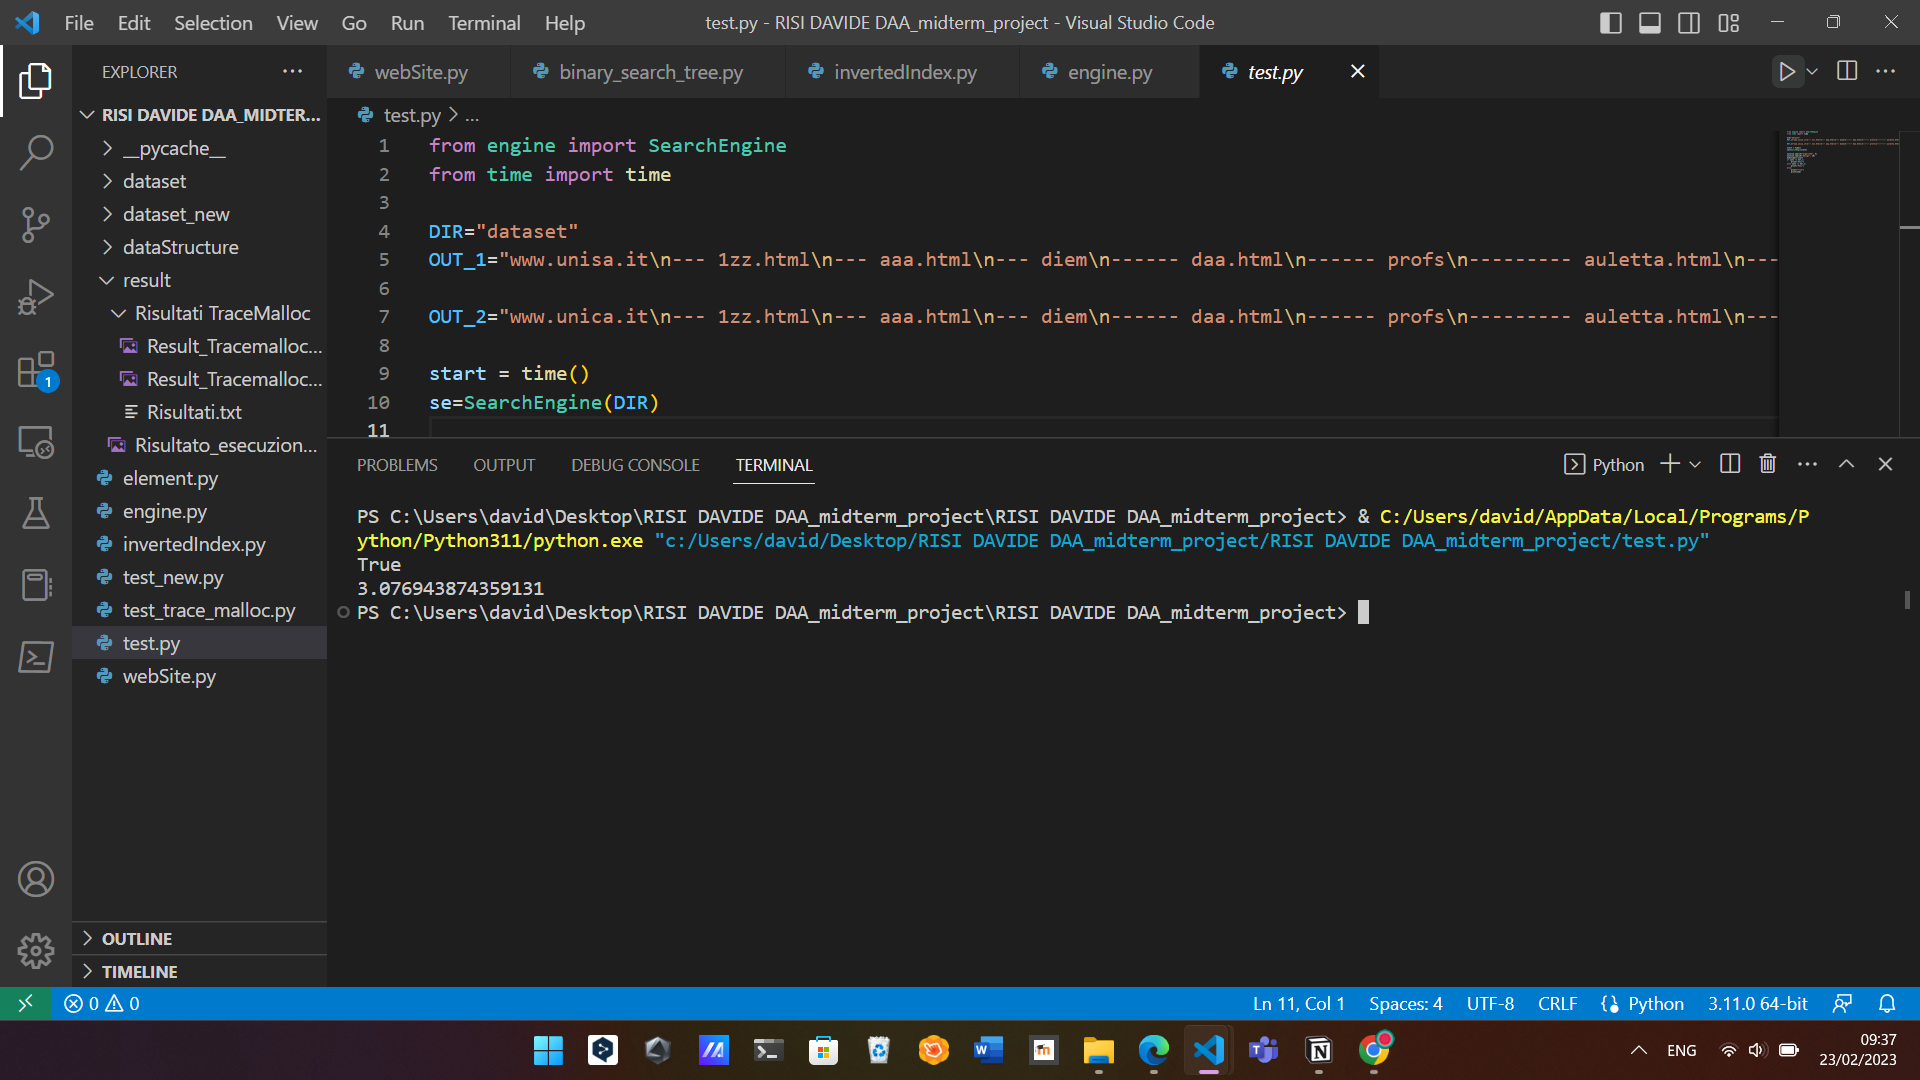 File Edit Selection View Go Run Terminal Help
test.py - RISI DAVIDE DAA_midterm_project - Visual Studio Code
EXPLORER
RISI DAVIDE DAA_MIDTER...
__pycache__
dataset
dataset_new
dataStructure
result
Risultati TraceMalloc
Result_Tracemalloc...
Result_Tracemalloc...
Risultati.txt
Risultato_esecuzion...
element.py
engine.py
invertedIndex.py
test_new.py
test_trace_malloc.py
test.py
webSite.py
OUTLINE
TIMELINE
1
webSite.py binary_search_tree.py invertedIndex.py engine.py test.py
test.py > ...
1 from engine import SearchEngine
2 from time import time
3
4 DIR="dataset"
5 OUT_1="www.unisa.it\n--- 1zz.html\n--- aaa.html\n--- diem\n------ daa.html\n------ profs\n--------- auletta.html\n---
6
7 OUT_2="www.unica.it\n--- 1zz.html\n--- aaa.html\n--- diem\n------ daa.html\n------ profs\n--------- auletta.html\n---
8
9 start = time()
10 se=SearchEngine(DIR)
11
PROBLEMS OUTPUT DEBUG CONSOLE TERMINAL
Python
PS C:\Users\david\Desktop\RISI DAVIDE DAA_midterm_project\RISI DAVIDE DAA_midterm_project> & C:/Users/david/AppData/Local/Programs/P
ython/Python311/python.exe "c:/Users/david/Desktop/RISI DAVIDE DAA_midterm_project/RISI DAVIDE DAA_midterm_project/test.py"
True
3.076943874359131
PS C:\Users\david\Desktop\RISI DAVIDE DAA_midterm_project\RISI DAVIDE DAA_midterm_project>
0 0
Ln 11, Col 1 Spaces: 4 UTF-8 CRLF Python 3.11.0 64-bit
ENG
09:37
23/02/2023